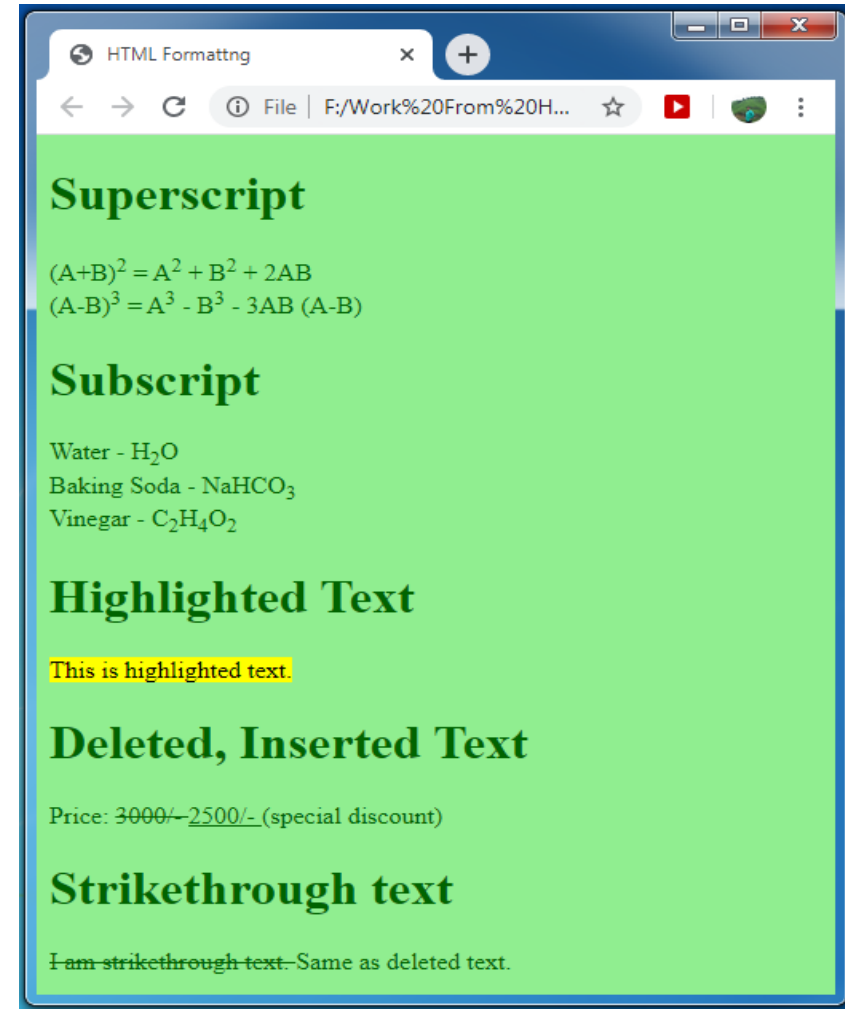 HTML Formattng
File F:/Work%20From%20H...
Superscript
(A+B)² = A² + B² + 2AB
(A-B)³ = A³ - B³ - 3AB (A-B)
Subscript
Water - H₂O
Baking Soda - NaHCO₃
Vinegar - C₂H₄O₂
Highlighted Text
This is highlighted text.
Deleted, Inserted Text
Price: 3000/- 2500/- (special discount)
Strikethrough text
I am strikethrough text. Same as deleted text.